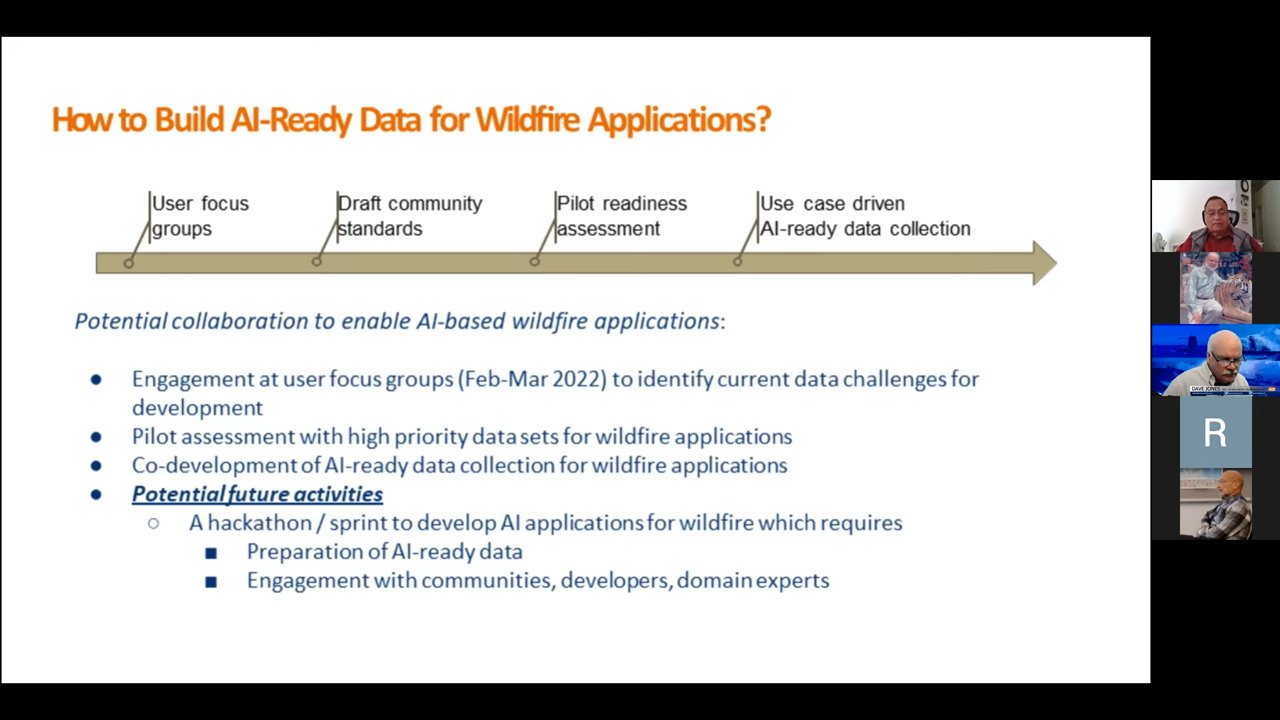 How to Build AI-Ready Data for Wildfire Applications?
User focus
groups
Draft community
standards
Pilot readiness
assessment
Use case driven
AI-ready data collection
Potential collaboration to enable AI-based wildfire applications:
● Engagement at user focus groups (Feb-Mar 2022) to identify current data challenges for
development
● Pilot assessment with high priority data sets for wildfire applications
● Co-development of AI-ready data collection for wildfire applications
● Potential future activities
○ A hackathon / sprint to develop AI applications for wildfire which requires
■ Preparation of AI-ready data
■ Engagement with communities, developers, domain experts
DAVE JONES
R